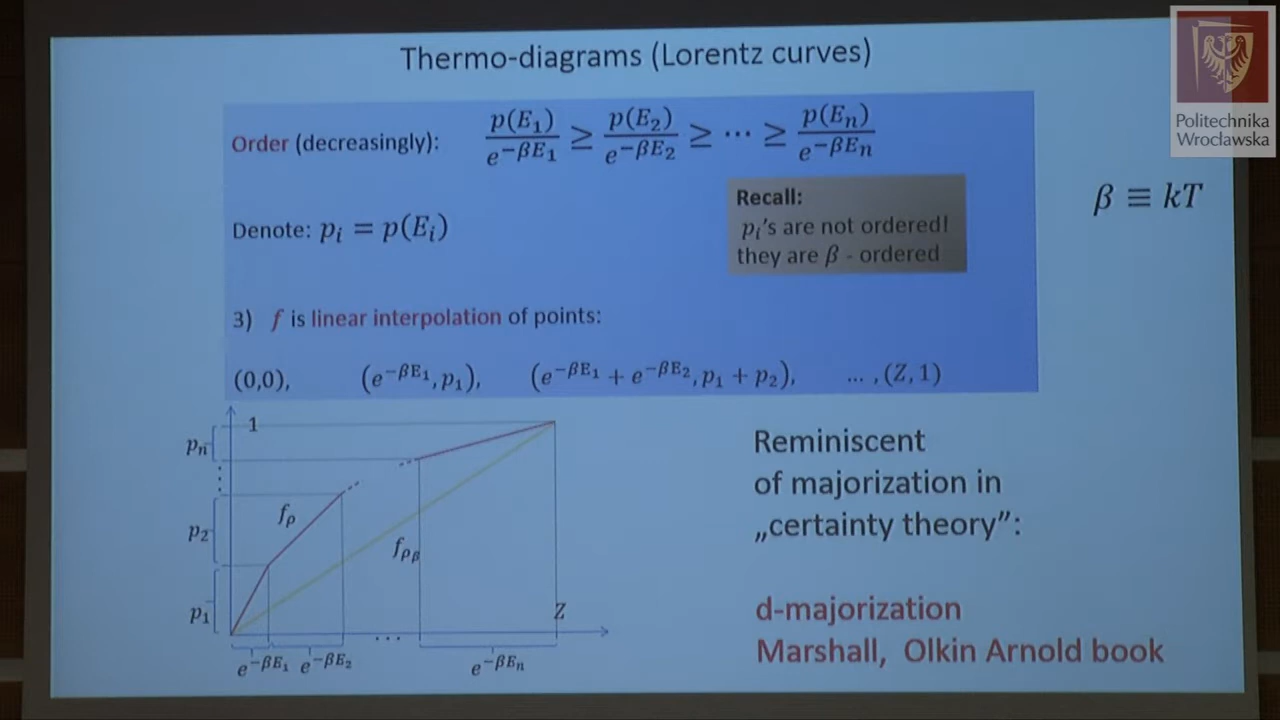 Thermo-diagrams (Lorentz curves)
Politechnika
Wrocławska
Order (decreasingly): p(E₁)/e^{-βE₁} ≥ p(E₂)/e^{-βE₂} ≥ ⋯ ≥ p(Eₙ)/e^{-βEₙ}
β ≡ kT
Recall:
pᵢ's are not ordered!
they are β - ordered
Denote: pᵢ = p(Eᵢ)
3) f is linear interpolation of points:
(0,0), (e^{-βE₁}, p₁), (e^{-βE₁} + e^{-βE₂}, p₁ + p₂), … , (Z, 1)
1
pₙ
⋮
p₂
p₁
f_ρ
f_{ρ_β}
Z
…
e^{-βE₁} e^{-βE₂} e^{-βEₙ}
Reminiscent
of majorization in
„certainty theory”:
d-majorization
Marshall, Olkin Arnold book